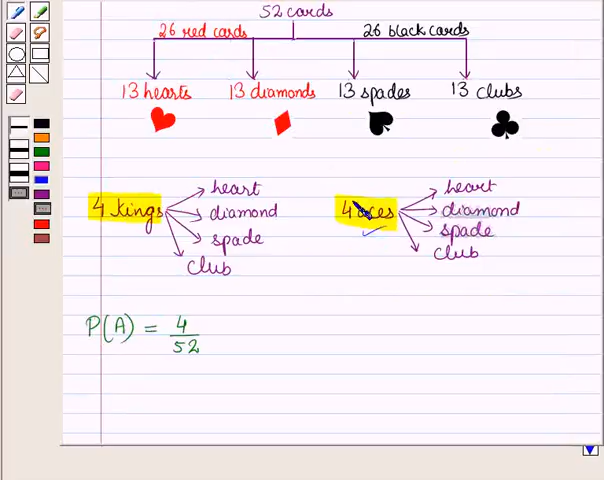 52 cards
26 red cards 26 black cards
13 hearts 13 diamonds 13 spades 13 clubs
heart heart
4 kings diamond 4 aces diamond
spade spade
club club
P(A) = 4/52